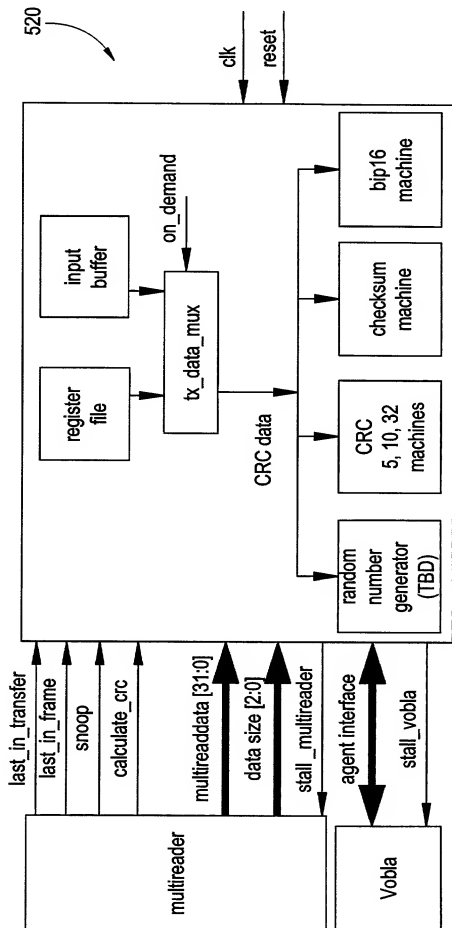 520
clk
reset
input
buffer
register
file
on_demand
tx_data_mux
CRC data
bip16
machine
checksum
machine
CRC
5, 10, 32
machines
random
number
generator
(TBD)
last_in_transfer
last_in_frame
snoop
calculate_crc
multireaddata [31:0]
data size [2:0]
stall_multireader
agent interface
stall_vobla
multireader
Vobla